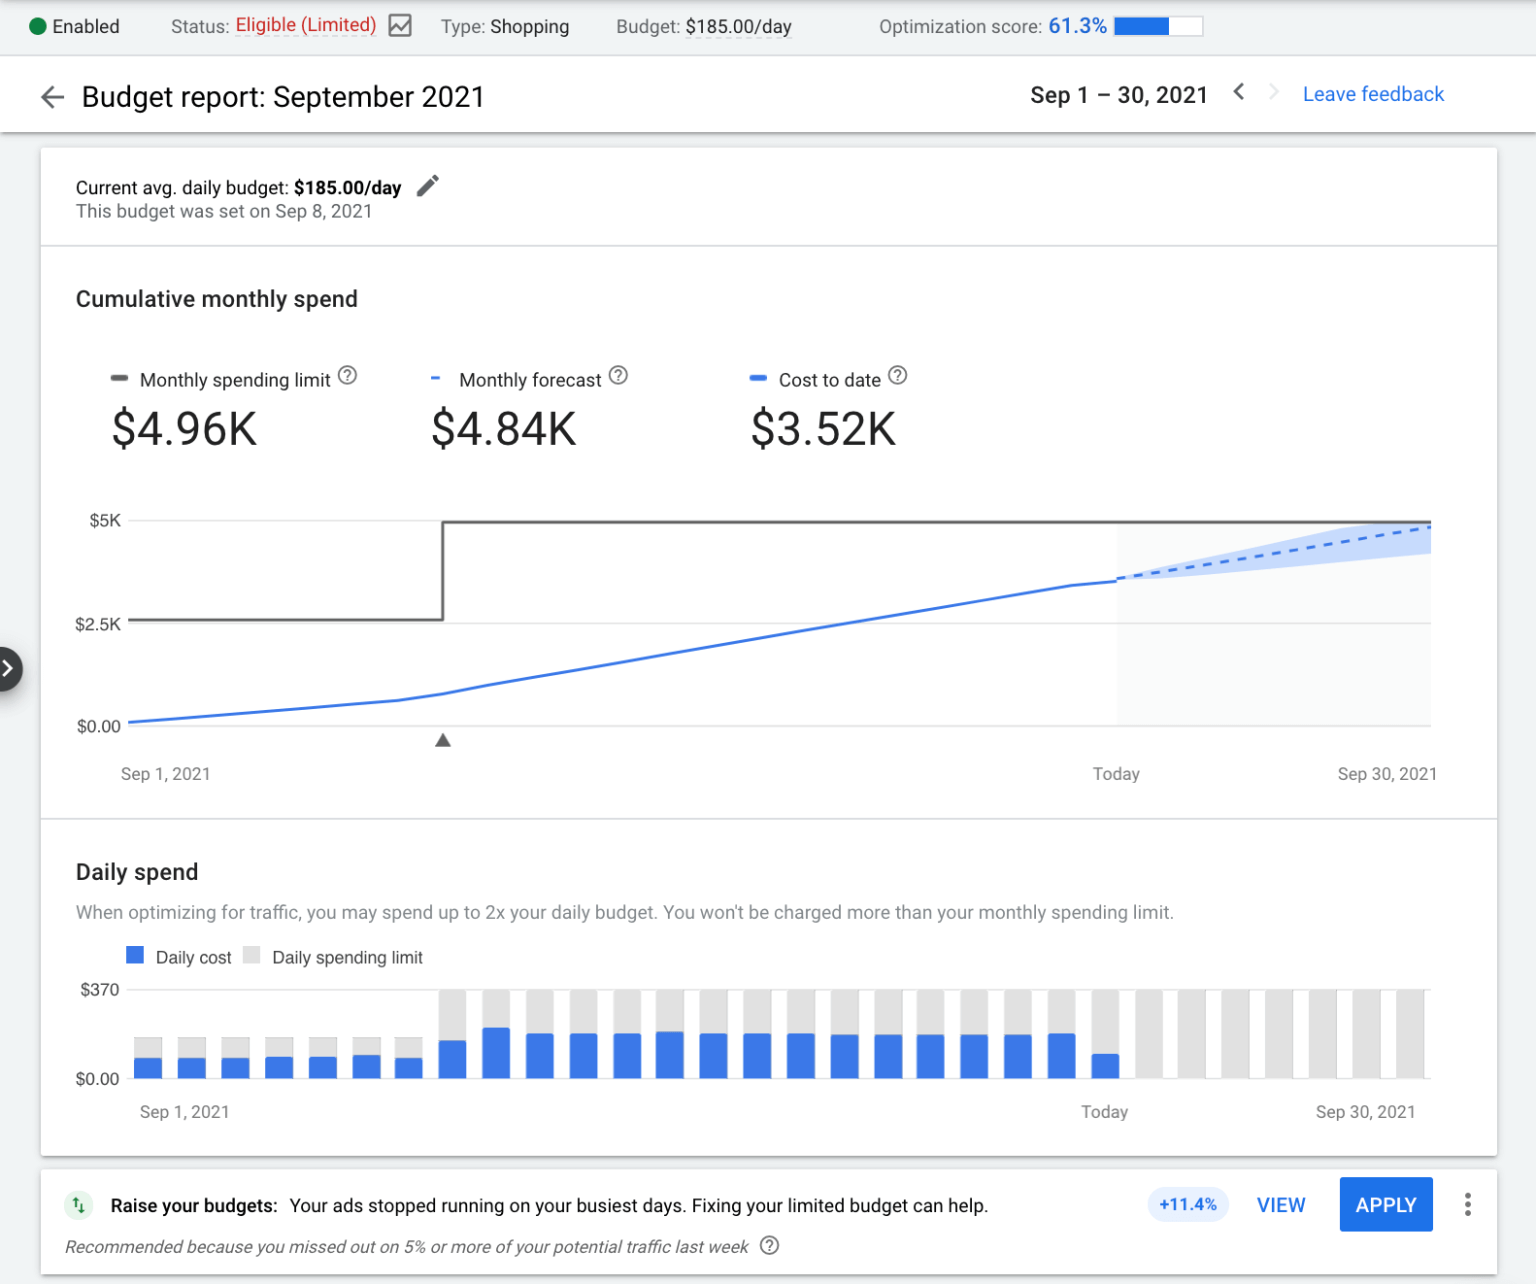 Enabled Status: Eligible (Limited) Type: Shopping Budget: $185.00/day Optimization score: 61.3%
Budget report: September 2021 Sep 1 – 30, 2021 Leave feedback
Current avg. daily budget: $185.00/day
This budget was set on Sep 8, 2021
Cumulative monthly spend
Monthly spending limit ? Monthly forecast ? Cost to date ?
$4.96K $4.84K $3.52K
$5K
$2.5K
$0.00
Sep 1, 2021 Today Sep 30, 2021
Daily spend
When optimizing for traffic, you may spend up to 2x your daily budget. You won't be charged more than your monthly spending limit.
Daily cost Daily spending limit
$370
$0.00
Sep 1, 2021 Today Sep 30, 2021
Raise your budgets: Your ads stopped running on your busiest days. Fixing your limited budget can help. +11.4% VIEW APPLY
Recommended because you missed out on 5% or more of your potential traffic last week ?